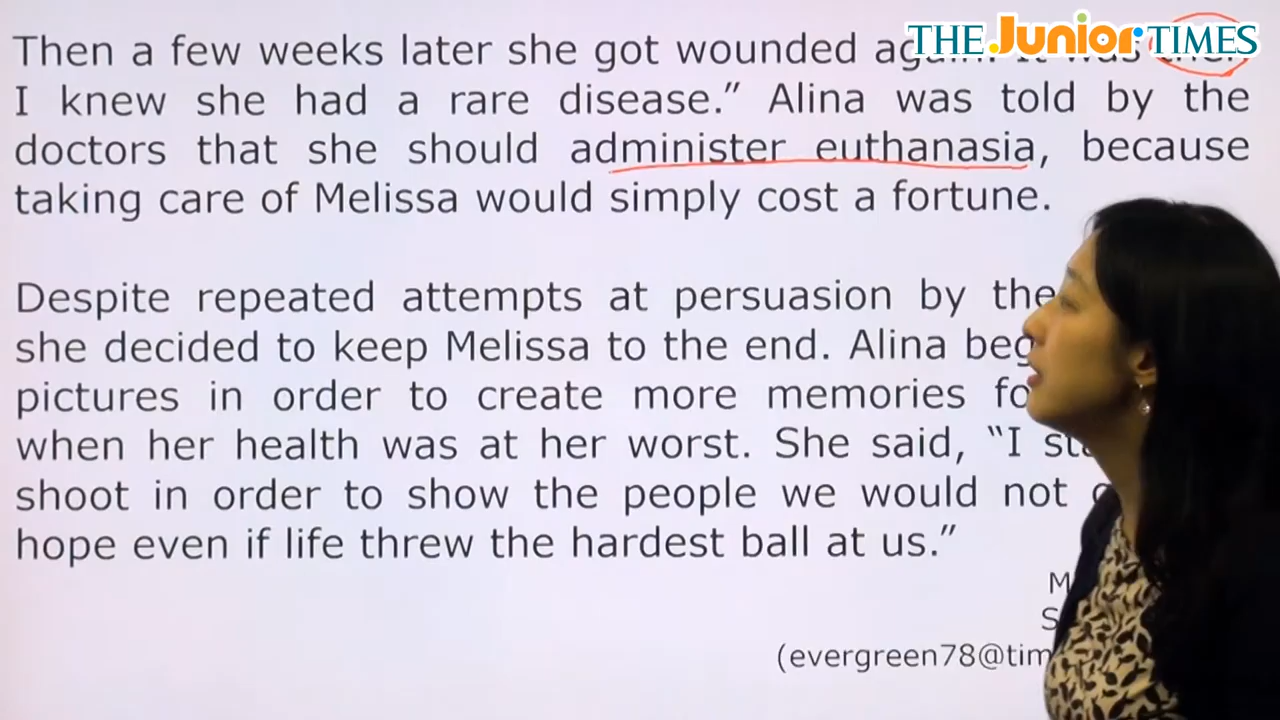 THE Junior TIMES
Then a few weeks later she got wounded again. It was then
I knew she had a rare disease.” Alina was told by the
doctors that she should administer euthanasia, because
taking care of Melissa would simply cost a fortune.
Despite repeated attempts at persuasion by the
she decided to keep Melissa to the end. Alina
pictures in order to create more memories
when her health was at her worst. She said, “I
shoot in order to show the people we would not
hope even if life threw the hardest ball at us.”
(evergreen78@tim